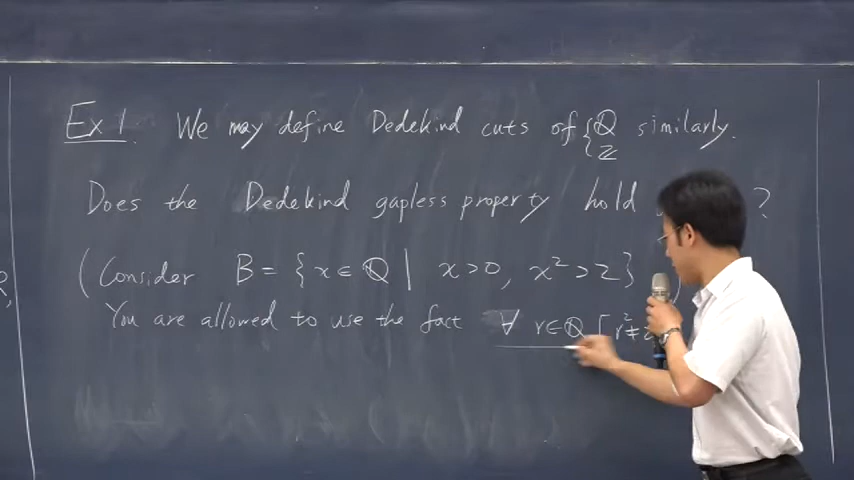 Ex 1. We may define Dedekind cuts of { ℚ similarly.
ℤ
Does the Dedekind gapless property hold ?
(Consider B = { x ∈ ℚ | x > 0, x² > 2 } )
You are allowed to use the fact ∀ r ∈ ℚ [ r² ≠ 2